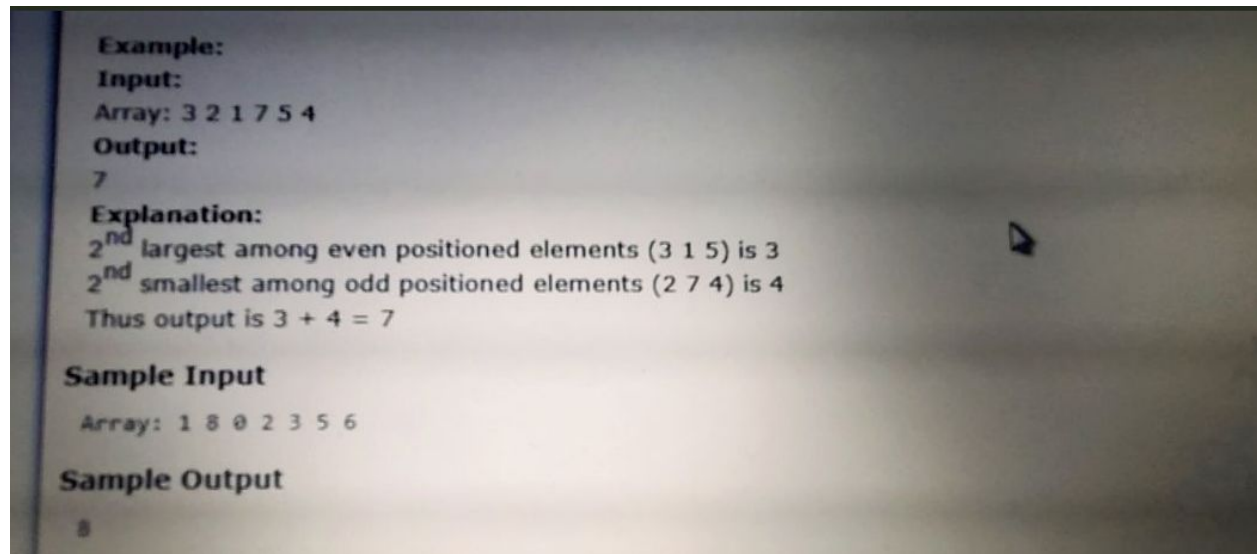 Example:
Input:
Array: 3 2 1 7 5 4
Output:
7
Explanation:
2nd largest among even positioned elements (3 1 5) is 3
2nd smallest among odd positioned elements (2 7 4) is 4
Thus output is 3 + 4 = 7
Sample Input
Array: 1 8 0 2 3 5 6
Sample Output
8